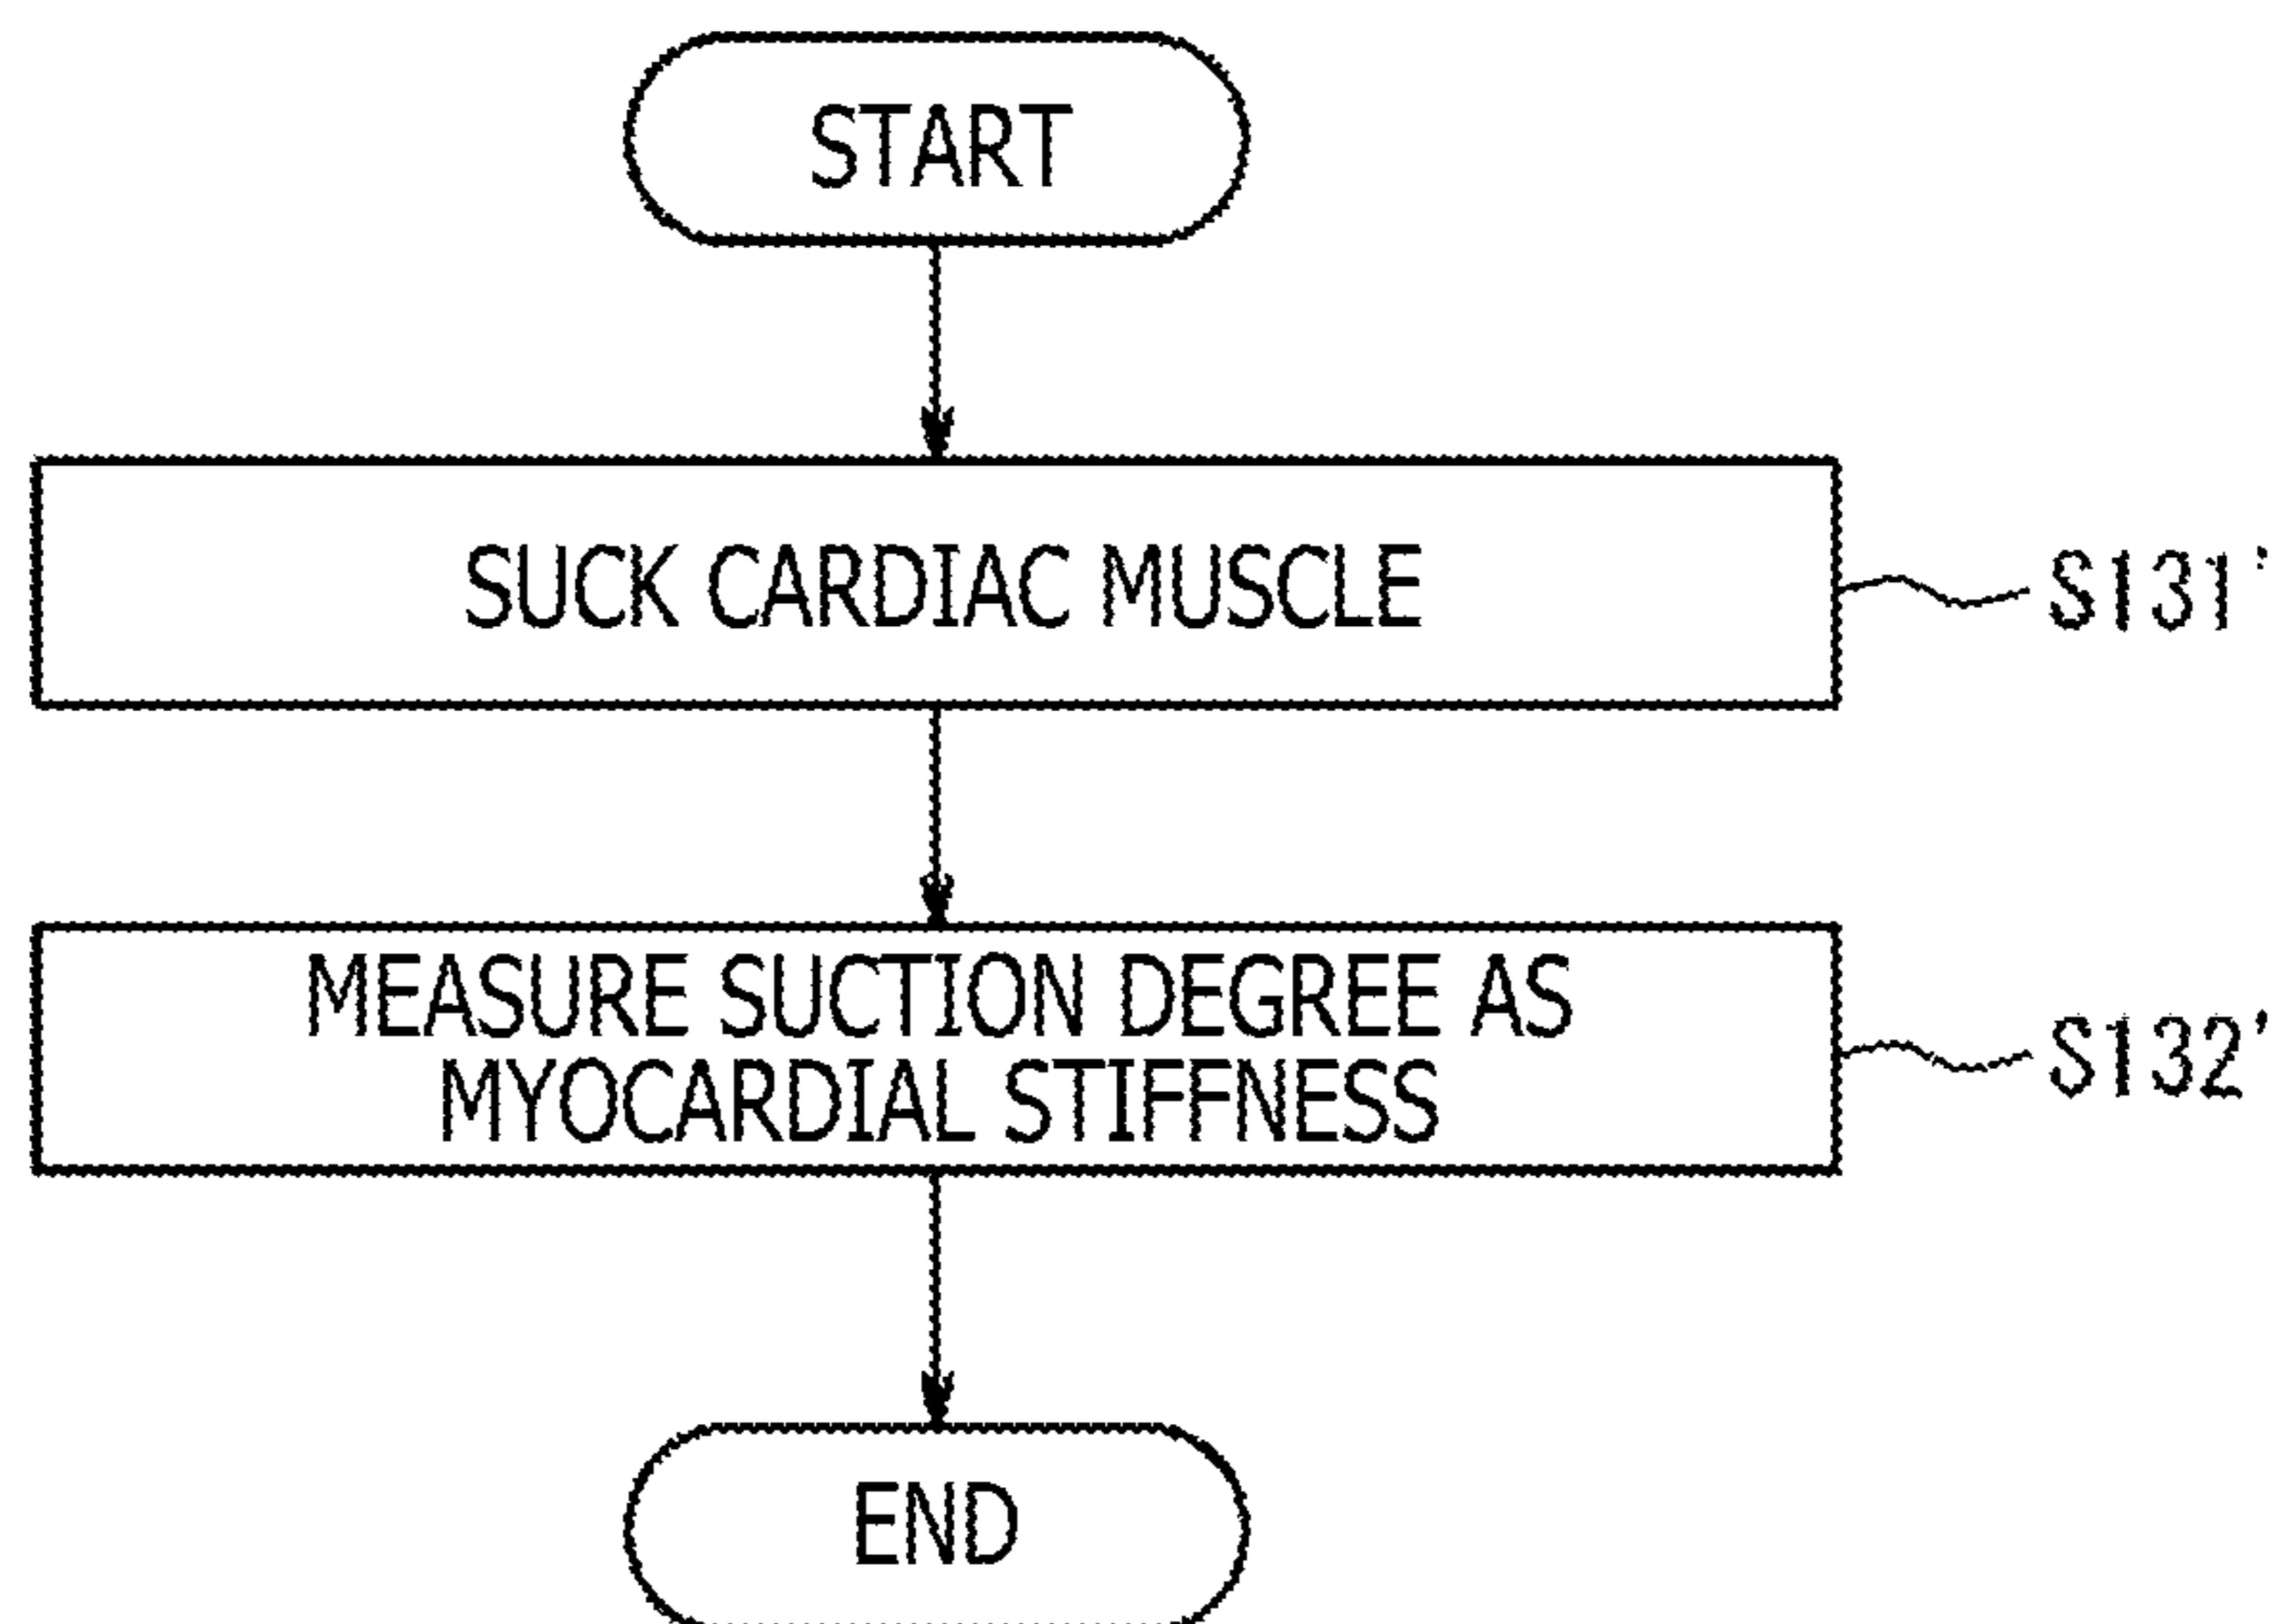 START
SUCK CARDIAC MUSCLE
S131'
MEASURE SUCTION DEGREE AS
MYOCARDIAL STIFFNESS
S132'
END